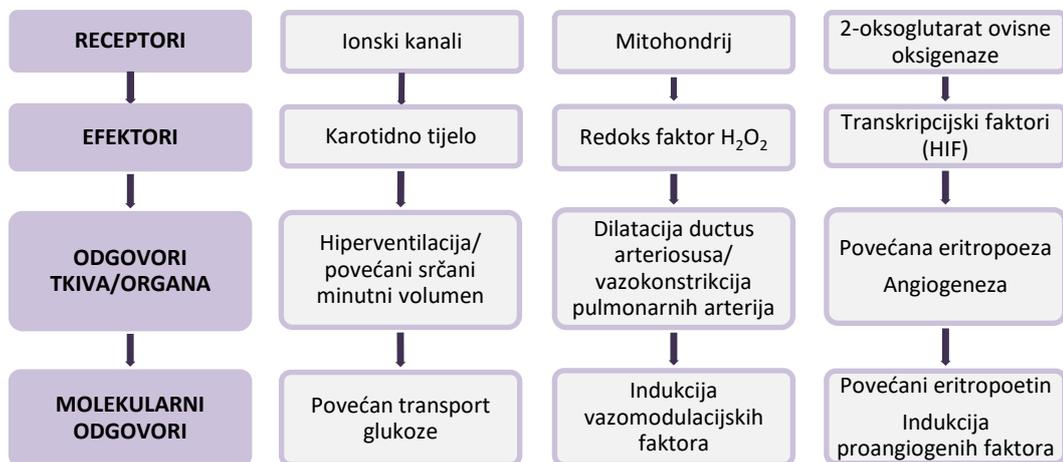 RECEPTORI
Ionski kanali
Mitohondrij
2-oksoglutarat ovisne
oksigenaze
EFEKTORI
Karotidno tijelo
Redoks faktor H₂O₂
Transkripcijski faktori
(HIF)
ODGOVORI
TKIVA/ORGANA
Hiperventilacija/
povećani srčani
minutni volumen
Dilatacija ductus
arteriosusa/
vazokonstrikcija
pulmonarnih arterija
Povećana eritropoeza
Angiogeneza
MOLEKULARNI
ODGOVORI
Povećan transport
glukoze
Indukcija
vazomodulacijskih
faktora
Povećani eritropoetin
Indukcija
proangiogenih faktora